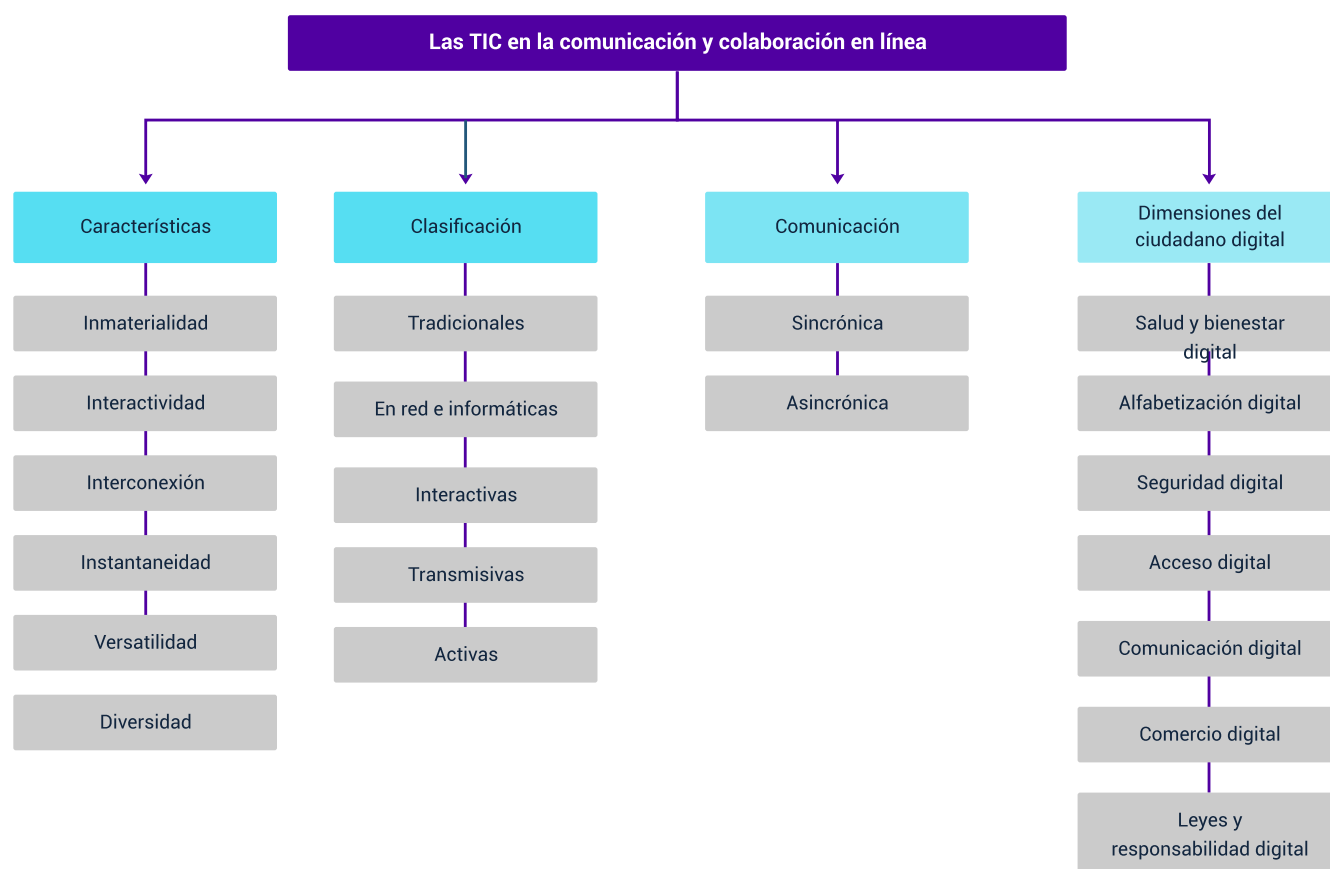 Las TIC en la comunicación y colaboración en línea
Características
Inmaterialidad
Interactividad
Interconexión
Instantaneidad
Versatilidad
Diversidad
Clasificación
Tradicionales
En red e informáticas
Interactivas
Transmisivas
Activas
Comunicación
Sincrónica
Asincrónica
Dimensiones del
ciudadano digital
Salud y bienestar
digital
Alfabetización digital
Seguridad digital
Acceso digital
Comunicación digital
Comercio digital
Leyes y
responsabilidad digital